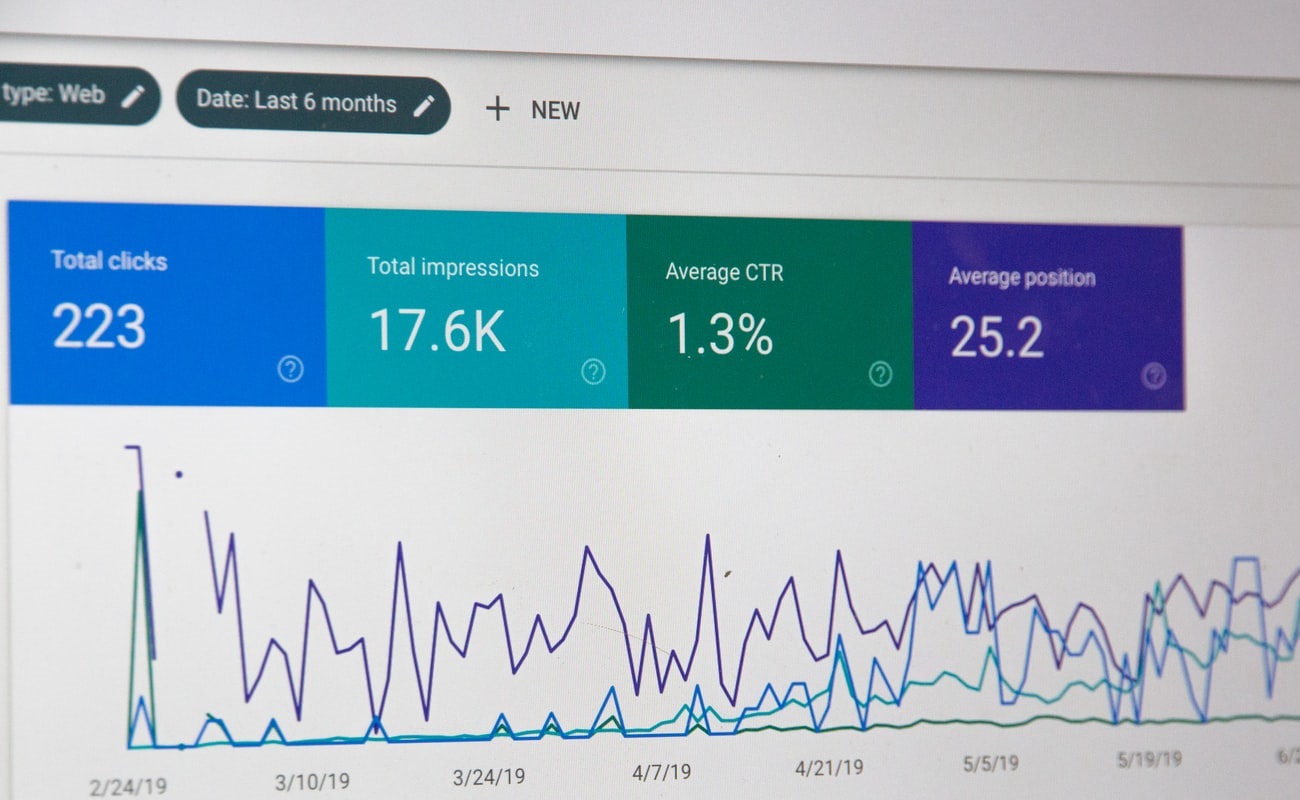 type: Web
Date: Last 6 months
+ NEW
Total clicks
223
Total impressions
17.6K
Average CTR
1.3%
Average position
25.2
2/24/19
3/10/19
3/24/19
4/7/19
4/21/19
5/5/19
5/19/19